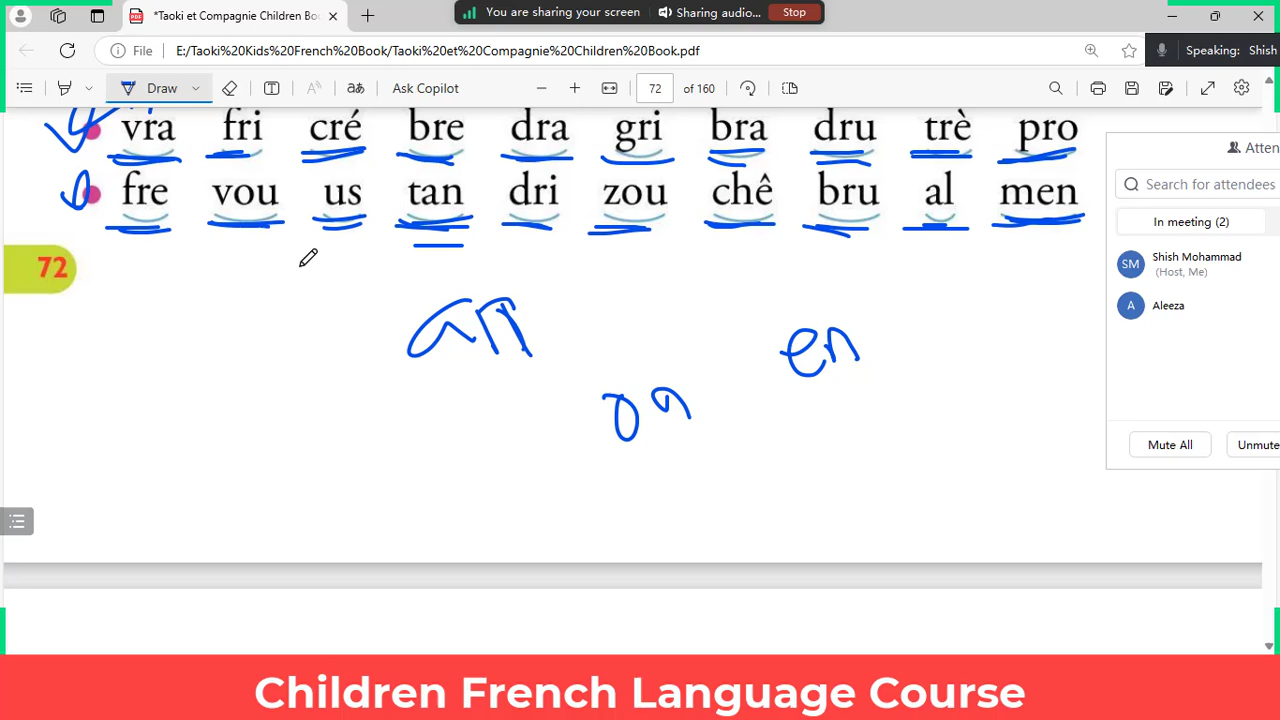 *Taoki et Compagnie Children Bo
You are sharing your screen
Sharing audio...
Stop
File
E:/Taoki%20Kids%20French%20Book/Taoki%20et%20Compagnie%20Children%20Book.pdf
Speaking: Shish
Draw
Ask Copilot
72 of 160
vra fri cré bre dra gri bra dru trè pro
fre vou us tan dri zou chê bru al men
72
an
en
on
Atten
Search for attendees
In meeting (2)
SM
Shish Mohammad
(Host, Me)
A
Aleeza
Mute All
Unmute
Children French Language Course